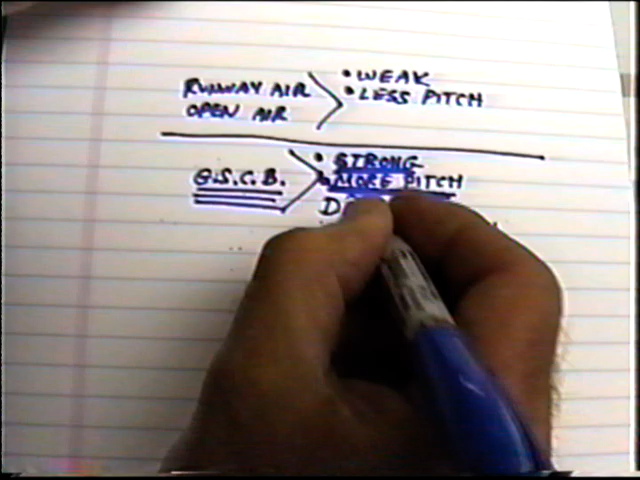 RUNWAY AIR
OPEN AIR
• WEAK
• LESS PITCH
G.S.C.B.
• STRONG
• MORE PITCH
D